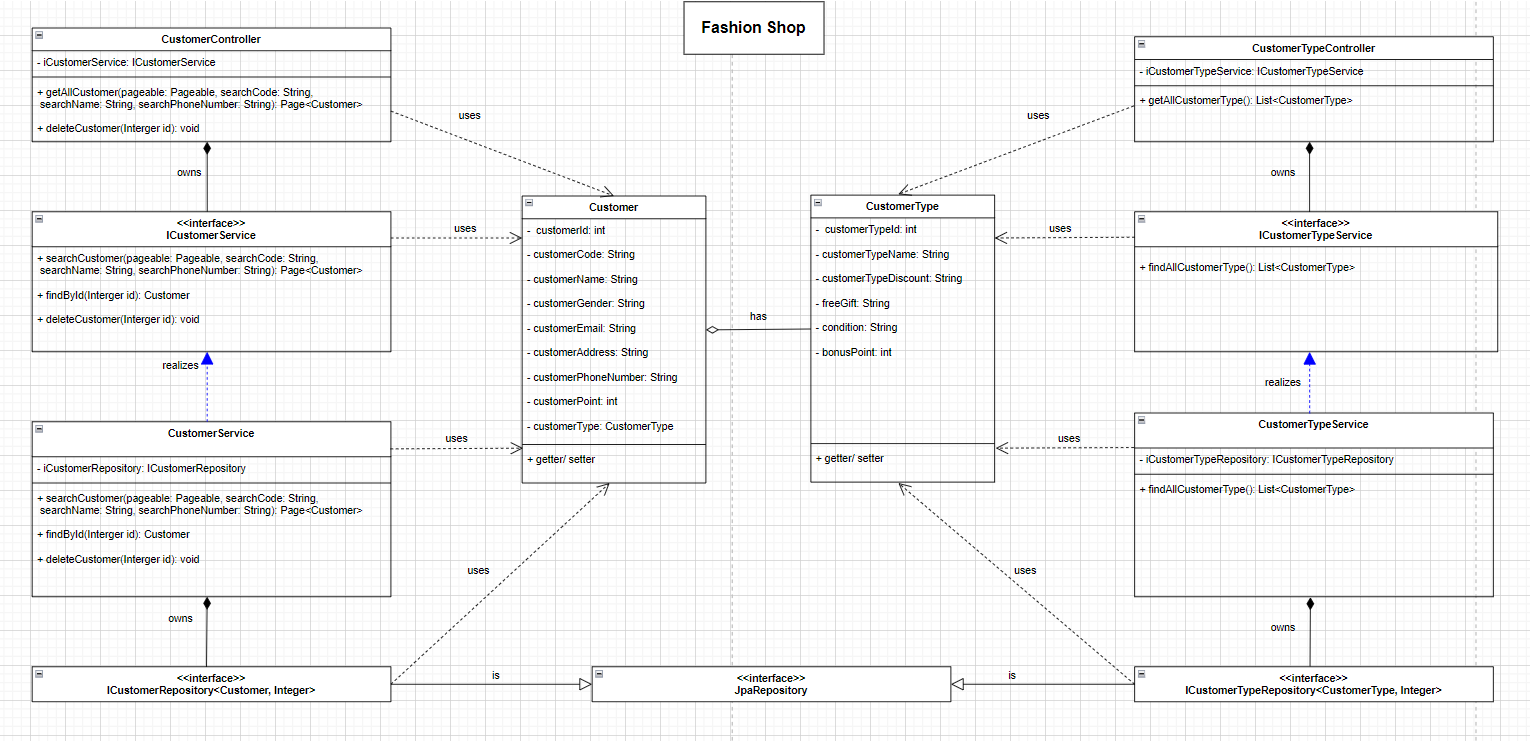 Fashion Shop
CustomerController
- iCustomerService: ICustomerService
+ getAllCustomer(pageable: Pageable, searchCode: String,
searchName: String, searchPhoneNumber: String): Page<Customer>
+ deleteCustomer(Interger id): void
owns
<<interface>>
ICustomerService
+ searchCustomer(pageable: Pageable, searchCode: String,
searchName: String, searchPhoneNumber: String): Page<Customer>
+ findById(Interger id): Customer
+ deleteCustomer(Interger id): void
realizes
CustomerService
- iCustomerRepository: ICustomerRepository
+ searchCustomer(pageable: Pageable, searchCode: String,
searchName: String, searchPhoneNumber: String): Page<Customer>
+ findById(Interger id): Customer
+ deleteCustomer(Interger id): void
owns
<<interface>>
ICustomerRepository<Customer, Integer>
uses
uses
uses
uses
is
Customer
- customerId: int
- customerCode: String
- customerName: String
- customerGender: String
- customerEmail: String
- customerAddress: String
- customerPhoneNumber: String
- customerPoint: int
- customerType: CustomerType
+ getter/ setter
has
<<interface>>
JpaRepository
CustomerType
- customerTypeId: int
- customerTypeName: String
- customerTypeDiscount: String
- freeGift: String
- condition: String
- bonusPoint: int
+ getter/ setter
uses
uses
uses
uses
is
CustomerTypeController
- iCustomerTypeService: ICustomerTypeService
+ getAllCustomerType(): List<CustomerType>
owns
<<interface>>
ICustomerTypeService
+ findAllCustomerType(): List<CustomerType>
realizes
CustomerTypeService
- iCustomerTypeRepository: ICustomerTypeRepository
+ findAllCustomerType(): List<CustomerType>
owns
<<interface>>
ICustomerTypeRepository<CustomerType, Integer>